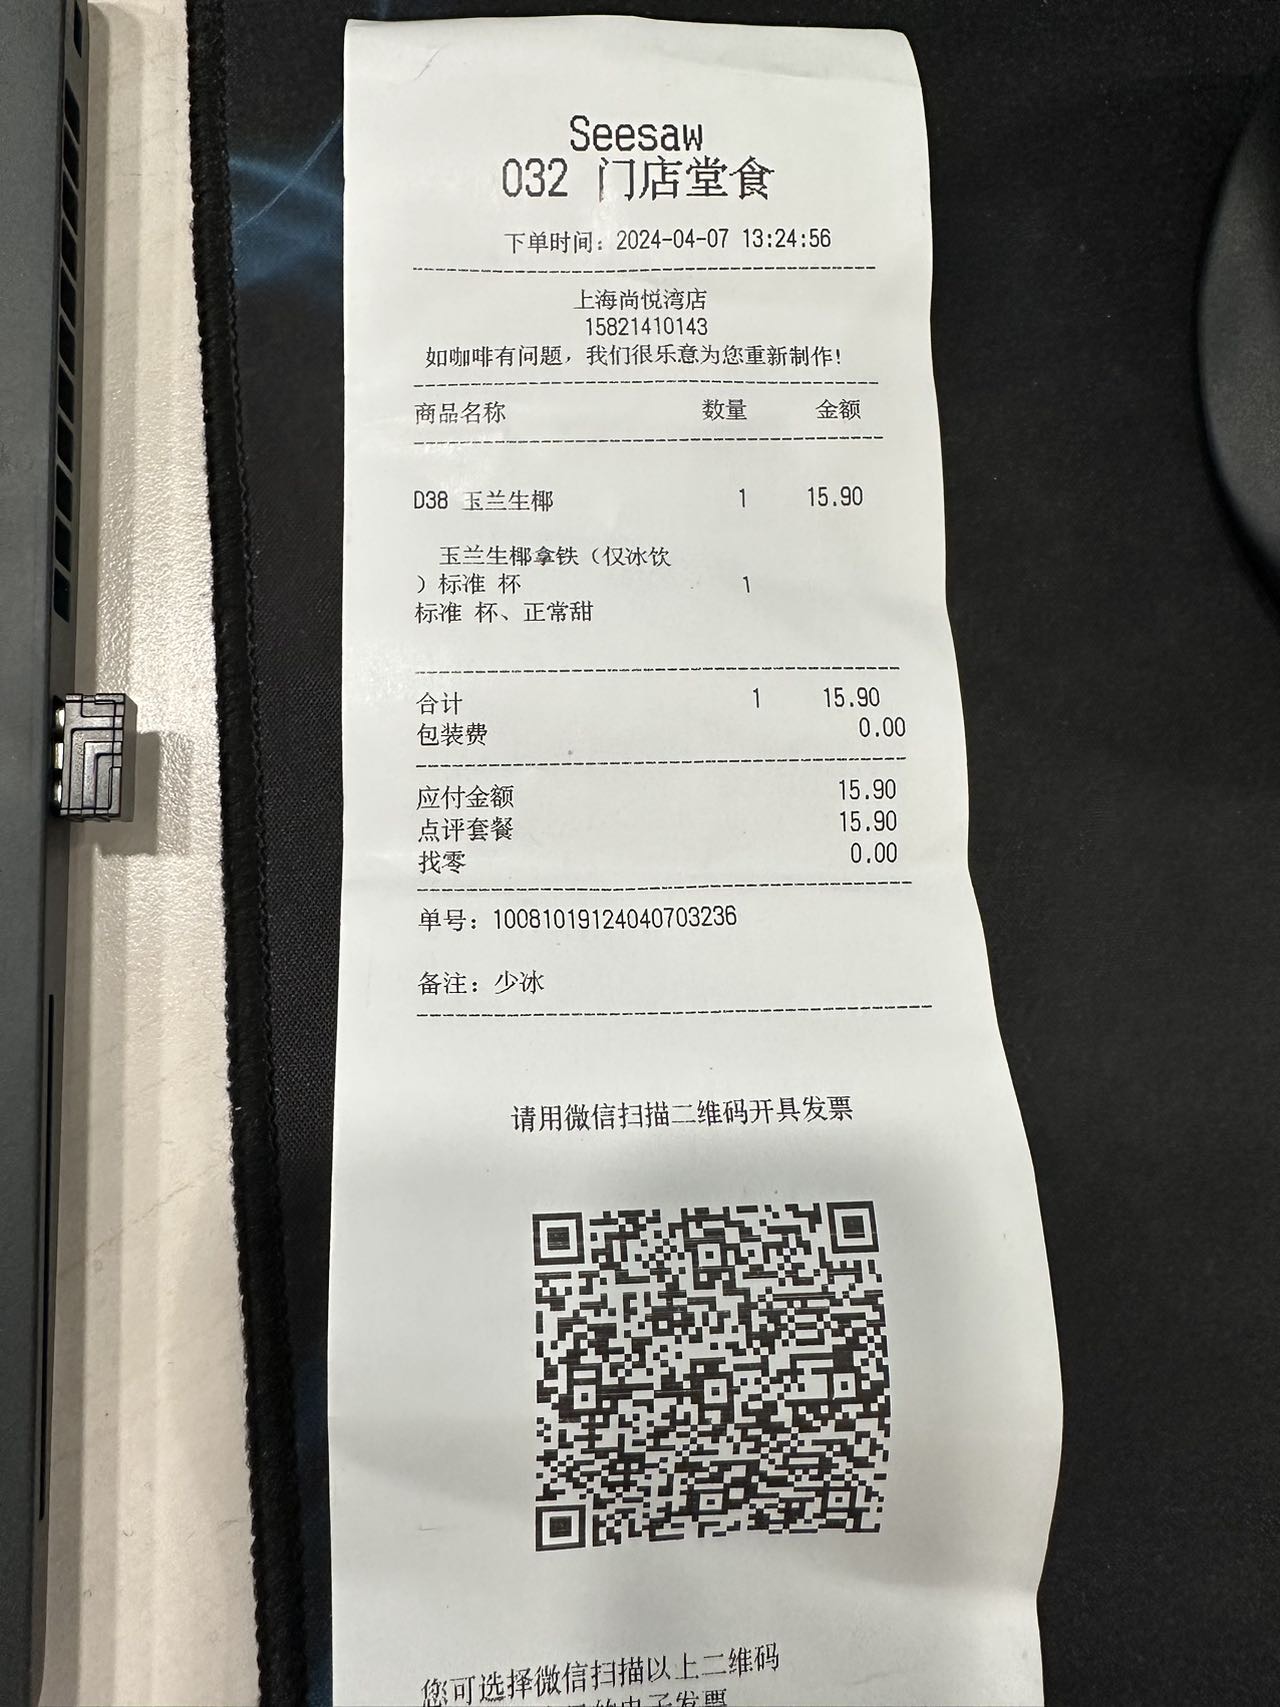 Seesaw
032 门店堂食
下单时间：2024-04-07 13:24:56
上海尚悦湾店
15821410143
如咖啡有问题，我们很乐意为您重新制作！
商品名称 数量 金额
D38 玉兰生椰 1 15.90
玉兰生椰拿铁（仅冰饮
）标准 杯 1
标准 杯、正常甜
合计 1 15.90
包装费 0.00
应付金额 15.90
点评套餐 15.90
找零 0.00
单号：10081019124040703236
备注：少冰
请用微信扫描二维码开具发票
您可选择微信扫描以上二维码
的电子发票